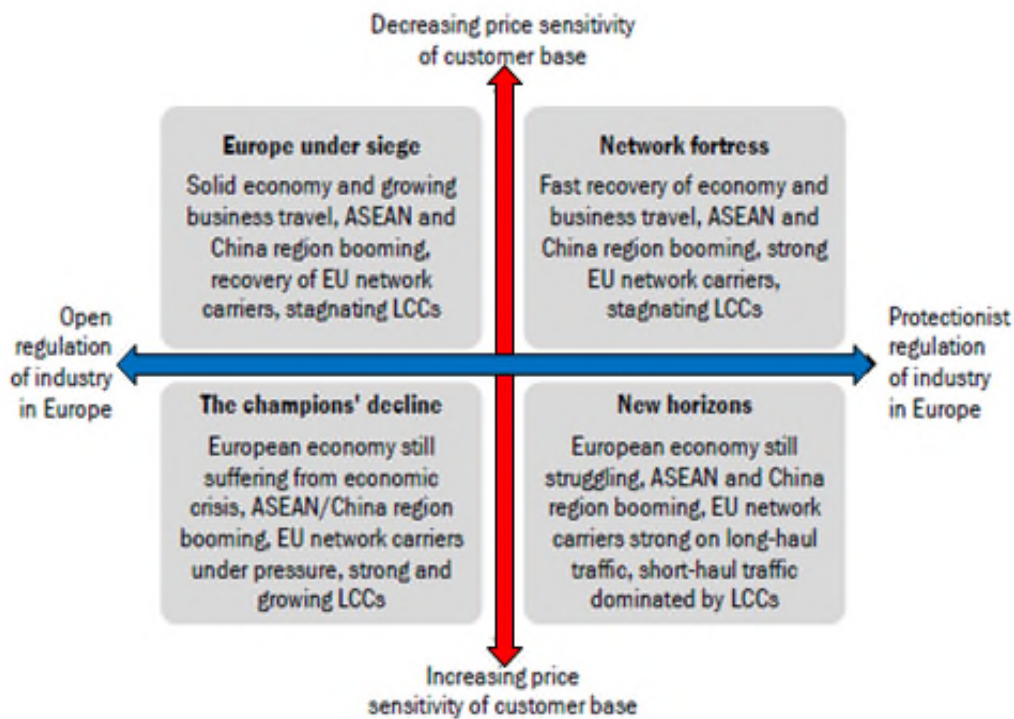 Decreasing price sensitivity
of customer base
Europe under siege
Solid economy and growing
business travel, ASEAN and
China region booming,
recovery of EU network
carriers, stagnating LCCs
Network fortress
Fast recovery of economy and
business travel, ASEAN and
China region booming, strong
EU network carriers,
stagnating LCCs
Open
regulation
of industry
in Europe
Protectionist
regulation
of industry
in Europe
The champions' decline
European economy still
suffering from economic
crisis, ASEAN/China region
booming, EU network carriers
under pressure, strong and
growing LCCs
New horizons
European economy still
struggling, ASEAN and China
region booming, EU network
carriers strong on long-haul
traffic, short-haul traffic
dominated by LCCs
Increasing price
sensitivity of customer base